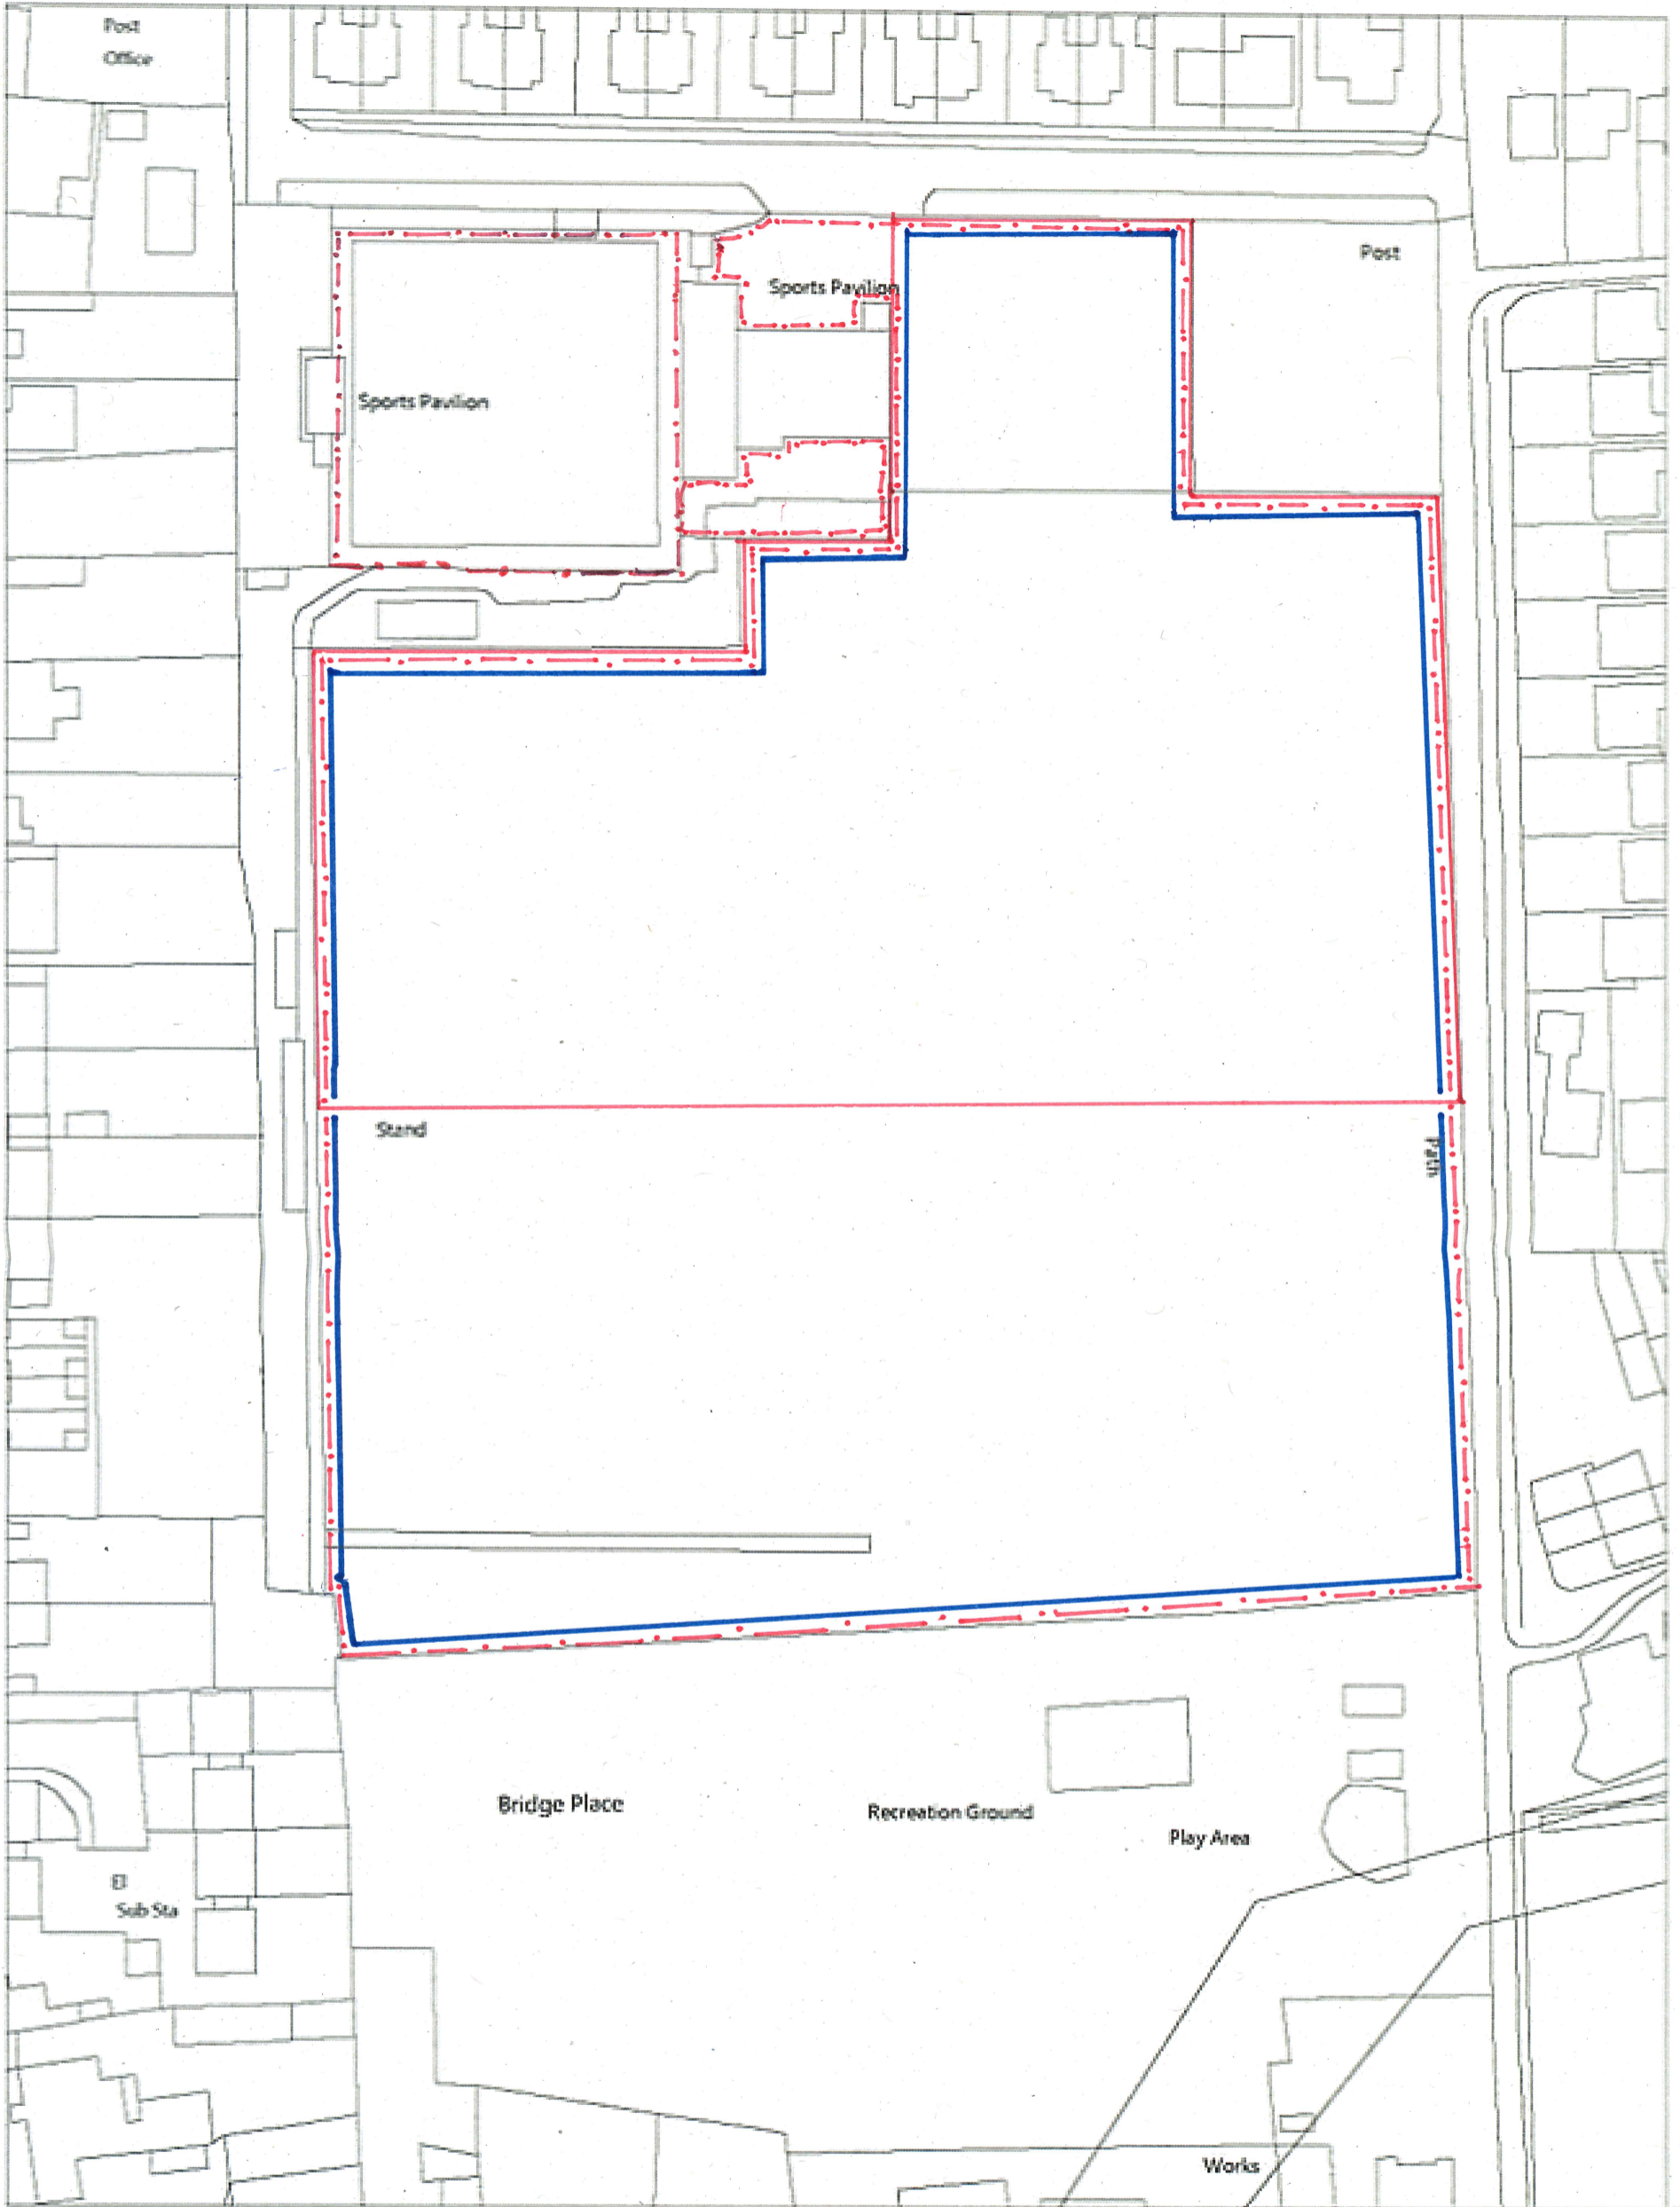 Post
Office
Post
Sports Pavilion
Sports Pavilion
Stand
Path
Bridge Place
Recreation Ground
Play Area
El
Sub Sta
Works